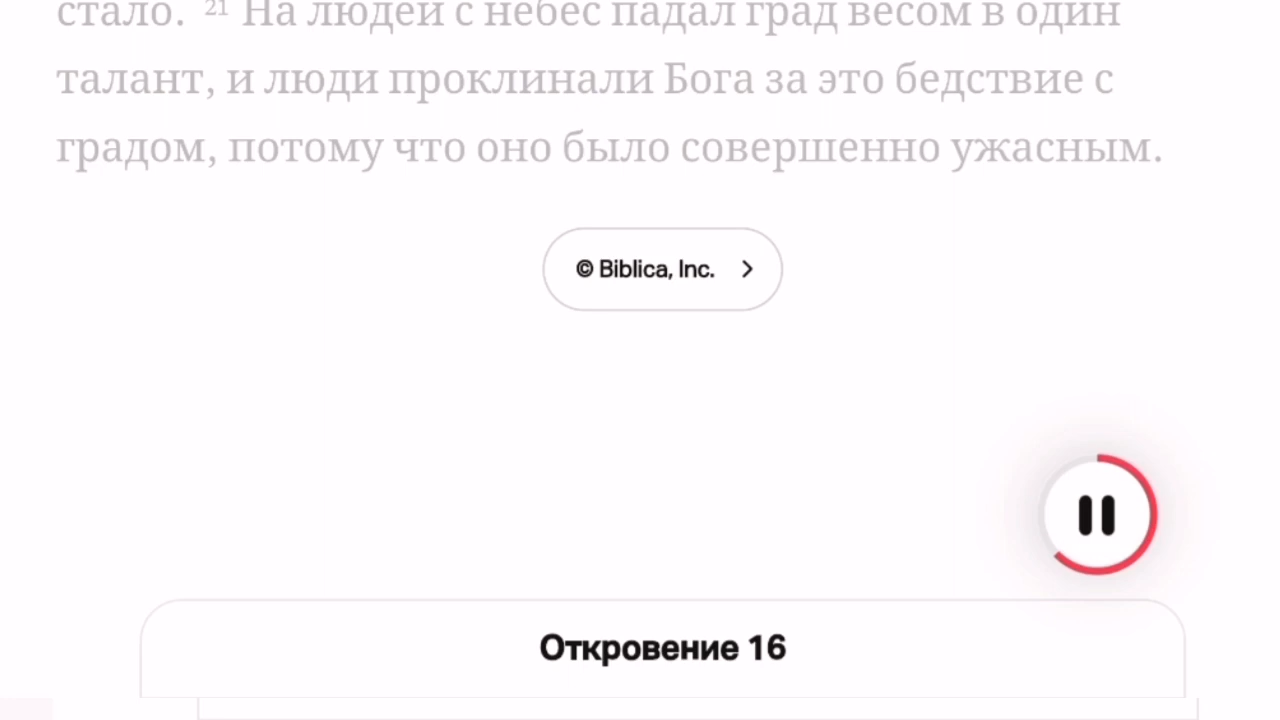 стало. 21 На людей с небес падал град весом в один
талант, и люди проклинали Бога за это бедствие с
градом, потому что оно было совершенно ужасным.
© Biblica, Inc.
Откровение 16